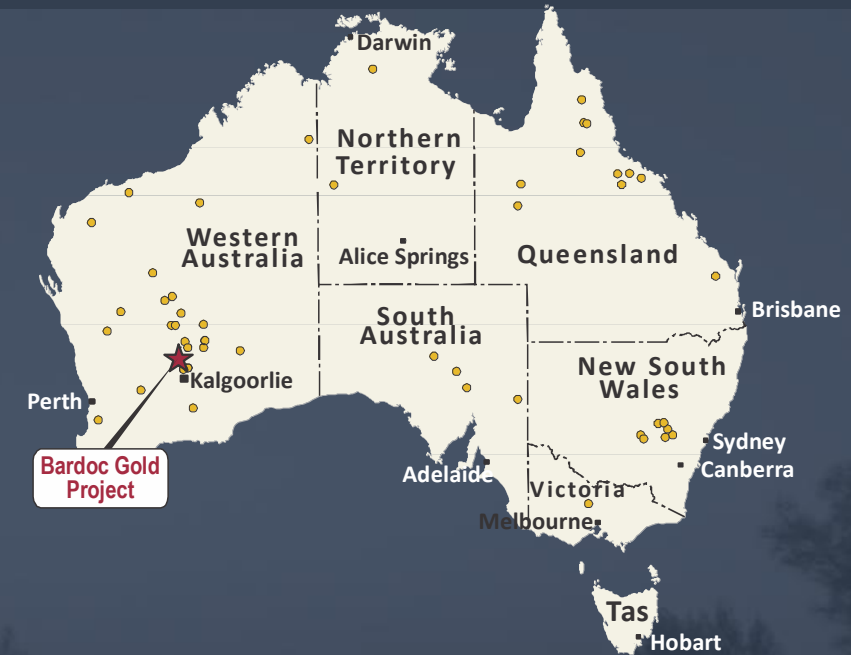 Darwin
Northern
Territory
Western
Australia
Alice Springs
Queensland
South
Australia
Brisbane
New South
Wales
Kalgoorlie
Perth
Bardoc Gold
Project
Sydney
Canberra
Adelaide
Victoria
Melbourne
Tas
Hobart